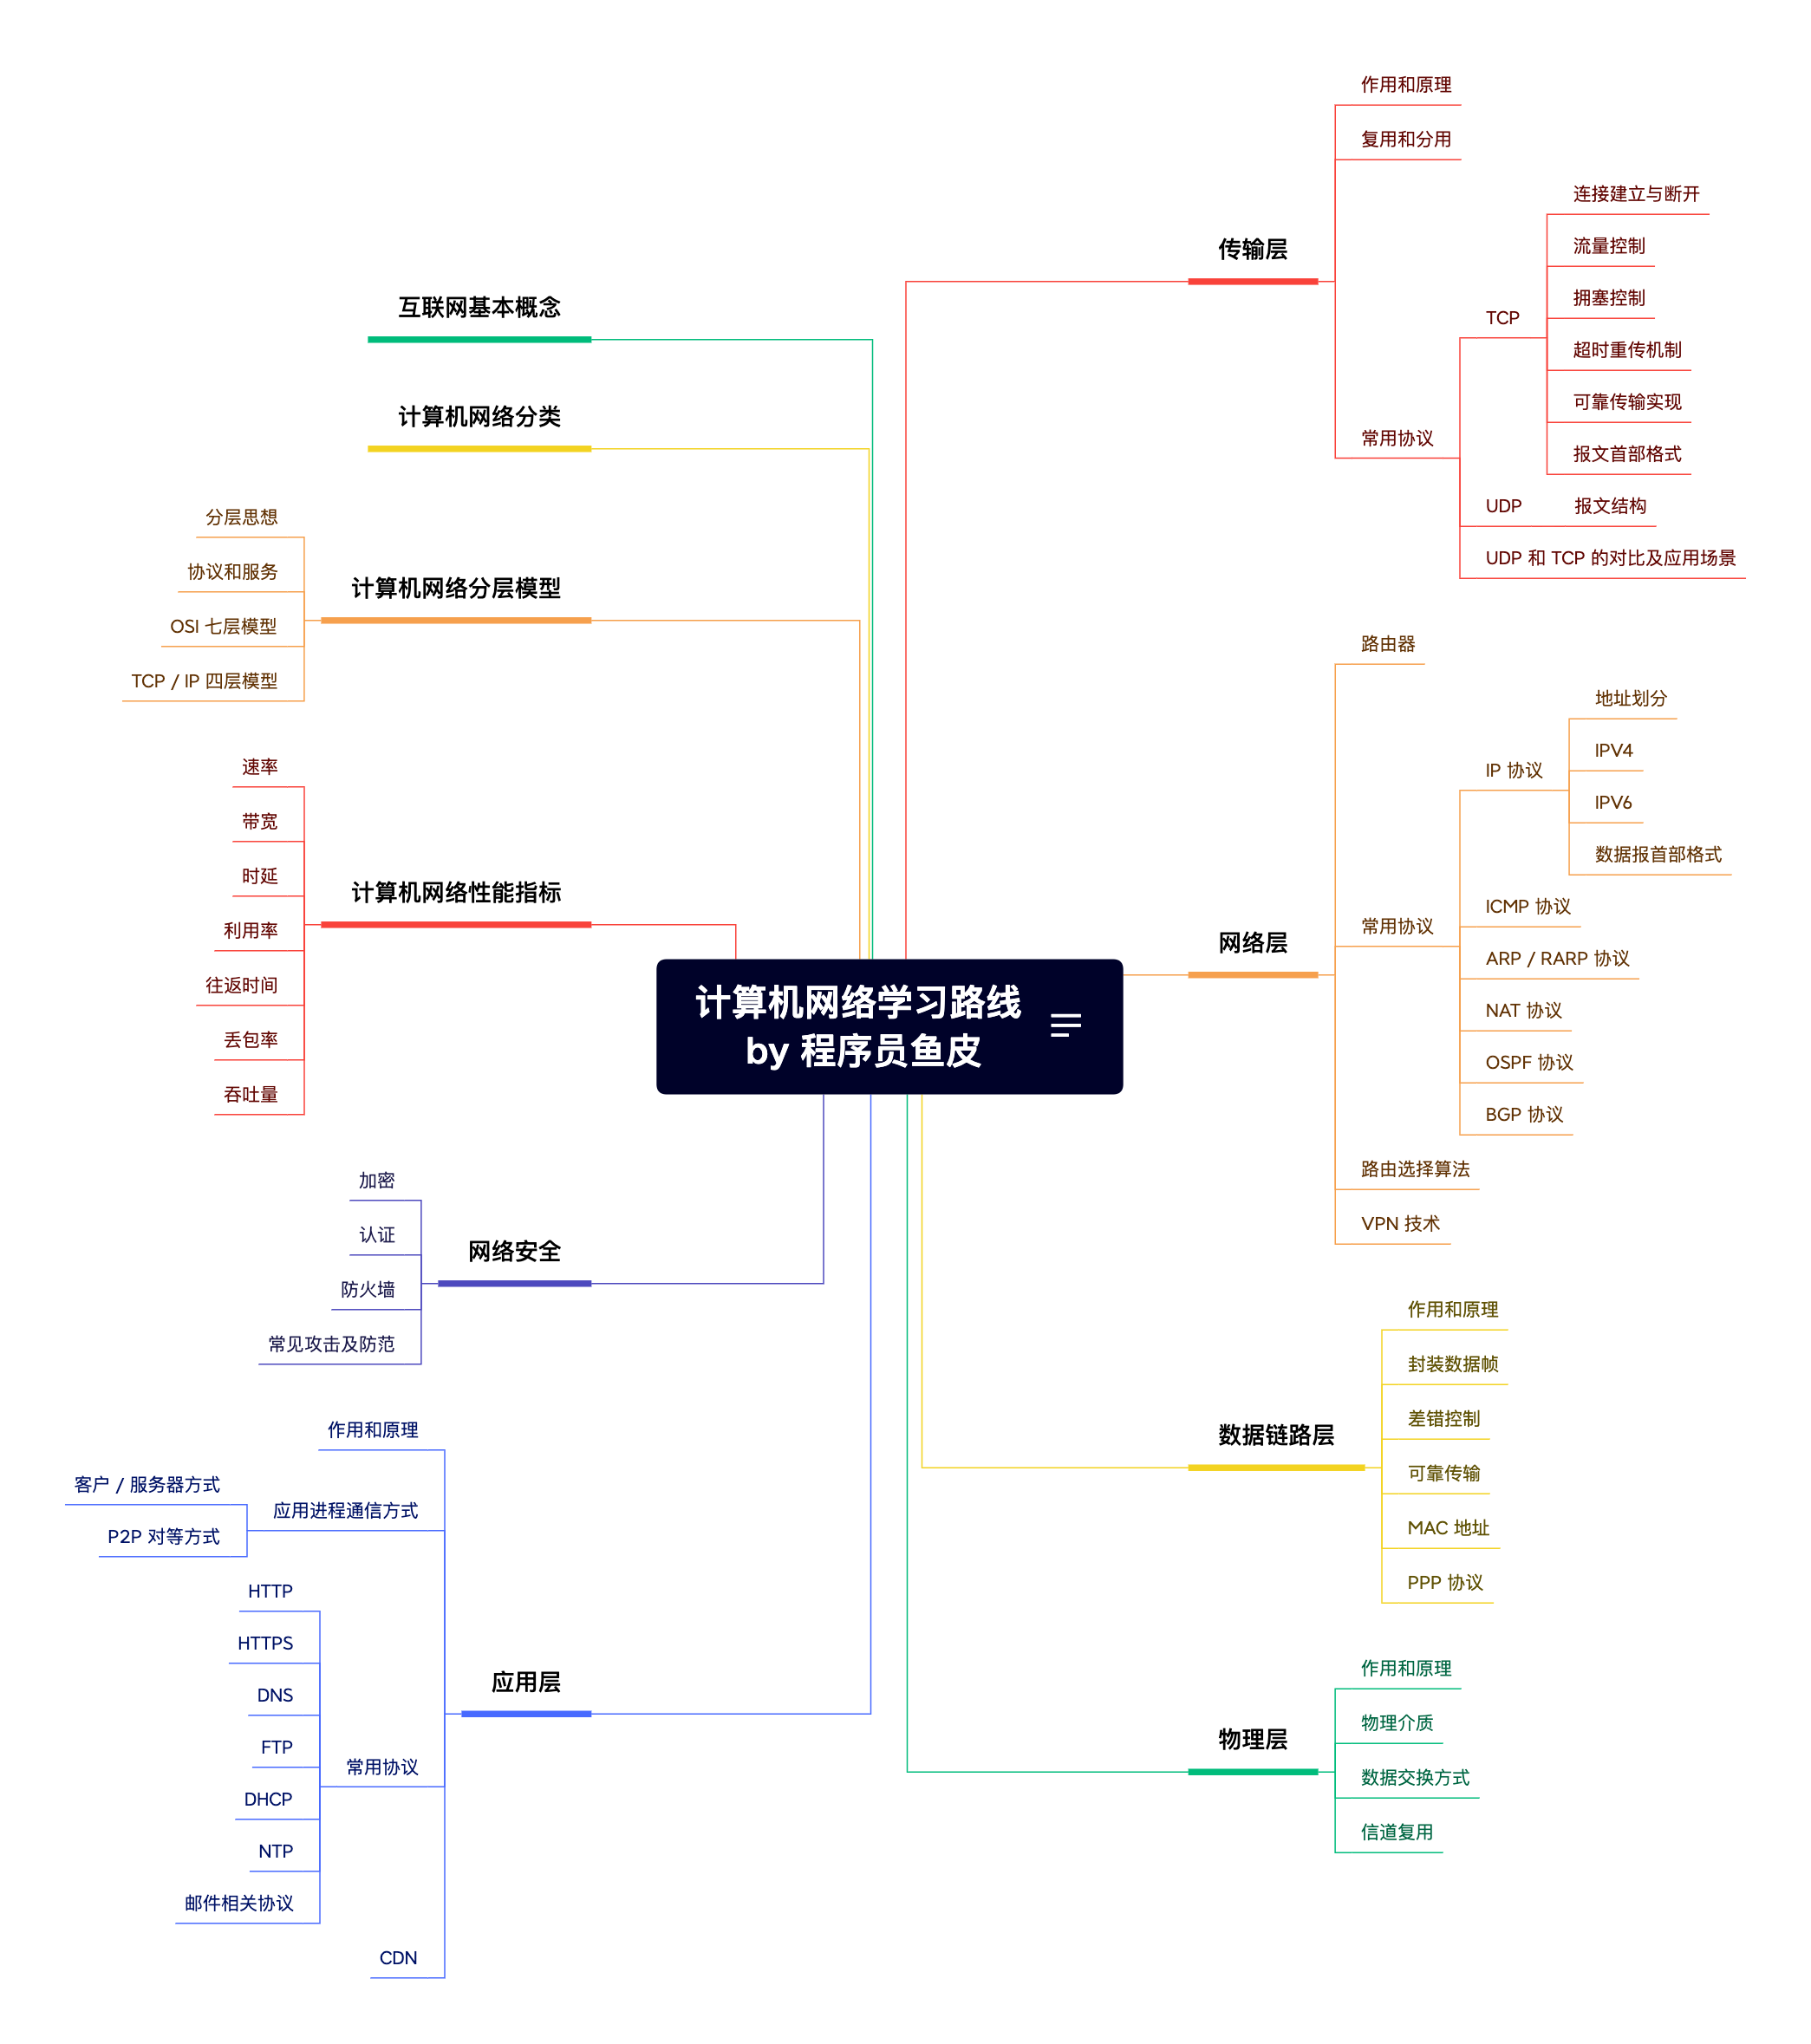 计算机网络学习路线
by 程序员鱼皮
互联网基本概念
计算机网络分类
计算机网络分层模型
分层思想
协议和服务
OSI 七层模型
TCP / IP 四层模型
计算机网络性能指标
速率
带宽
时延
利用率
往返时间
丢包率
吞吐量
网络安全
加密
认证
防火墙
常见攻击及防范
应用层
作用和原理
应用进程通信方式
客户 / 服务器方式
P2P 对等方式
常用协议
HTTP
HTTPS
DNS
FTP
DHCP
NTP
邮件相关协议
CDN
传输层
作用和原理
复用和分用
常用协议
TCP
连接建立与断开
流量控制
拥塞控制
超时重传机制
可靠传输实现
报文首部格式
UDP
报文结构
UDP 和 TCP 的对比及应用场景
网络层
路由器
常用协议
IP 协议
地址划分
IPV4
IPV6
数据报首部格式
ICMP 协议
ARP / RARP 协议
NAT 协议
OSPF 协议
BGP 协议
路由选择算法
VPN 技术
数据链路层
作用和原理
封装数据帧
差错控制
可靠传输
MAC 地址
PPP 协议
物理层
作用和原理
物理介质
数据交换方式
信道复用